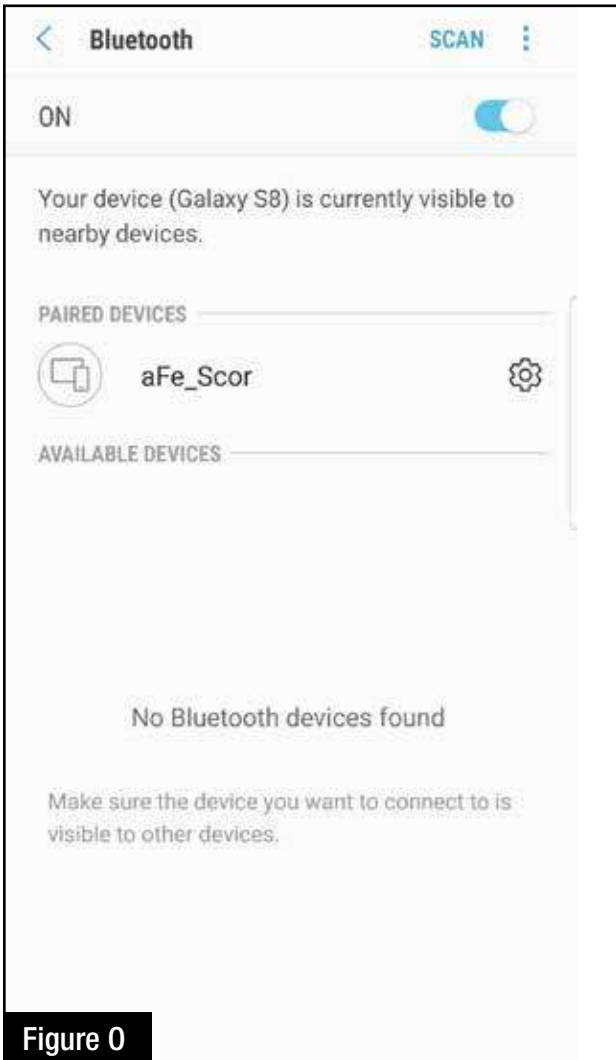 Bluetooth SCAN
ON
Your device (Galaxy S8) is currently visible to
nearby devices.
PAIRED DEVICES
aFe_Scor
AVAILABLE DEVICES
No Bluetooth devices found
Make sure the device you want to connect to is
visible to other devices.
Figure O